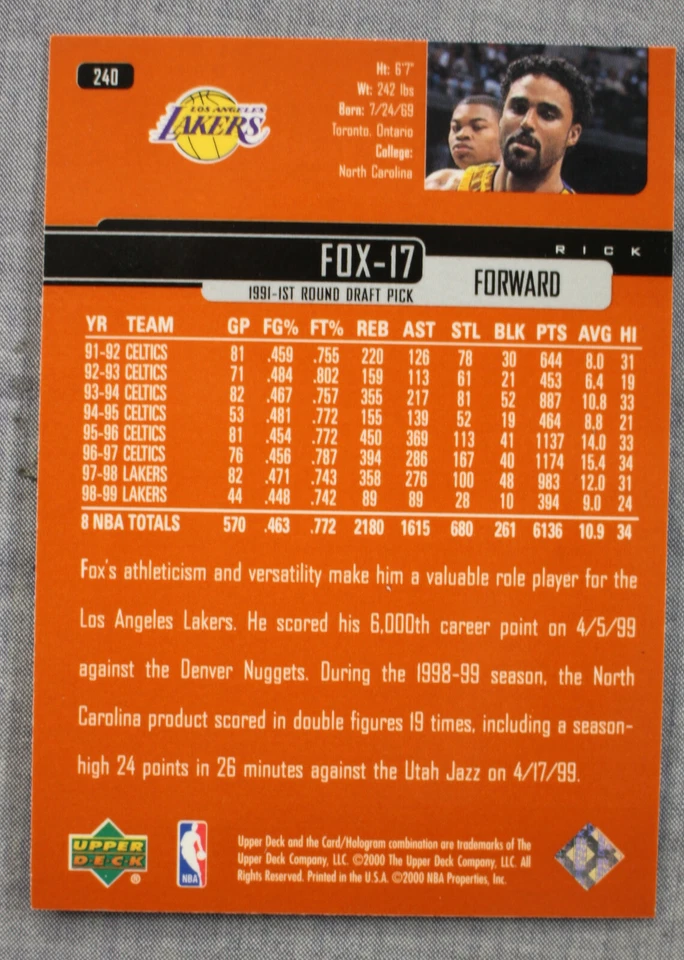 240
LOS ANGELES
LAKERS
Ht: 6'7"
Wt: 242 lbs
Born: 7/24/69
Toronto, Ontario
College:
North Carolina
RICK
FOX-17
FORWARD
1991-1ST ROUND DRAFT PICK
YR TEAM GP FG% FT% REB AST STL BLK PTS AVG HI
91-92 CELTICS 81 .459 .755 220 126 78 30 644 8.0 31
92-93 CELTICS 71 .484 .802 159 113 61 21 453 6.4 19
93-94 CELTICS 82 .467 .757 355 217 81 52 887 10.8 33
94-95 CELTICS 53 .481 .772 155 139 52 19 464 8.8 21
95-96 CELTICS 81 .454 .772 450 369 113 41 1137 14.0 33
96-97 CELTICS 76 .456 .787 394 286 167 40 1174 15.4 34
97-98 LAKERS 82 .471 .743 358 276 100 48 983 12.0 31
98-99 LAKERS 44 .448 .742 89 89 28 10 394 9.0 24
8 NBA TOTALS 570 .463 .772 2180 1615 680 261 6136 10.9 34
Fox's athleticism and versatility make him a valuable role player for the
Los Angeles Lakers. He scored his 6,000th career point on 4/5/99
against the Denver Nuggets. During the 1998-99 season, the North
Carolina product scored in double figures 19 times, including a season-
high 24 points in 26 minutes against the Utah Jazz on 4/17/99.
UPPER
DECK
®
NBA
Upper Deck and the Card/Hologram combination are trademarks of The
Upper Deck Company, LLC. ©2000 The Upper Deck Company, LLC. All
Rights Reserved. Printed in the U.S.A. ©2000 NBA Properties, Inc.